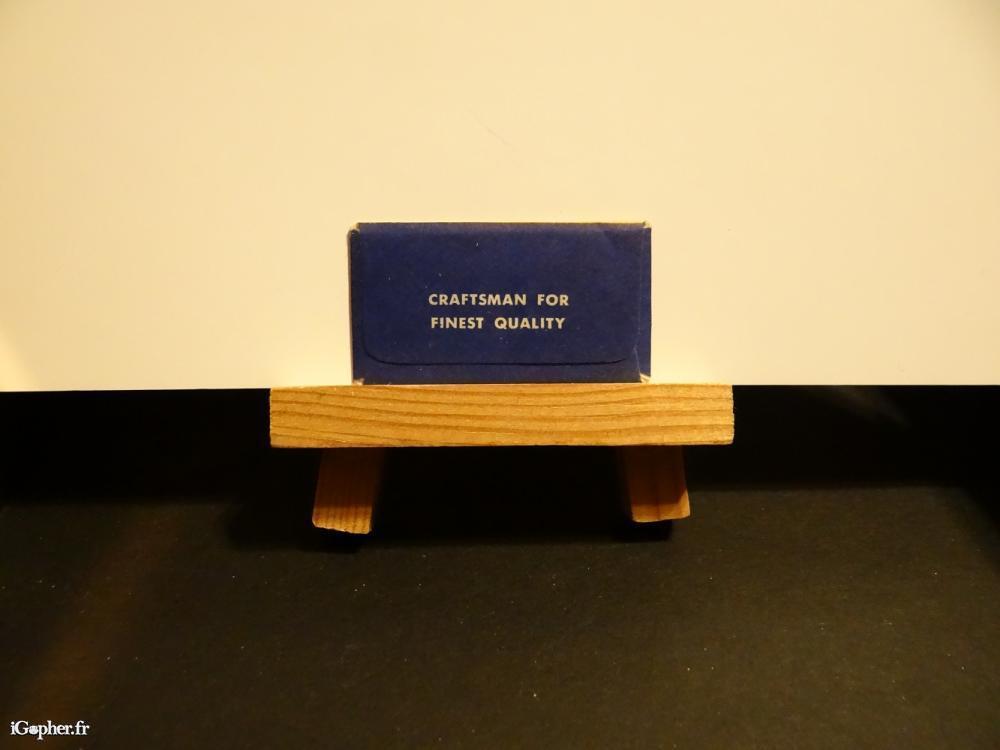 CRAFTSMAN FOR
FINEST QUALITY
iGopher.fr